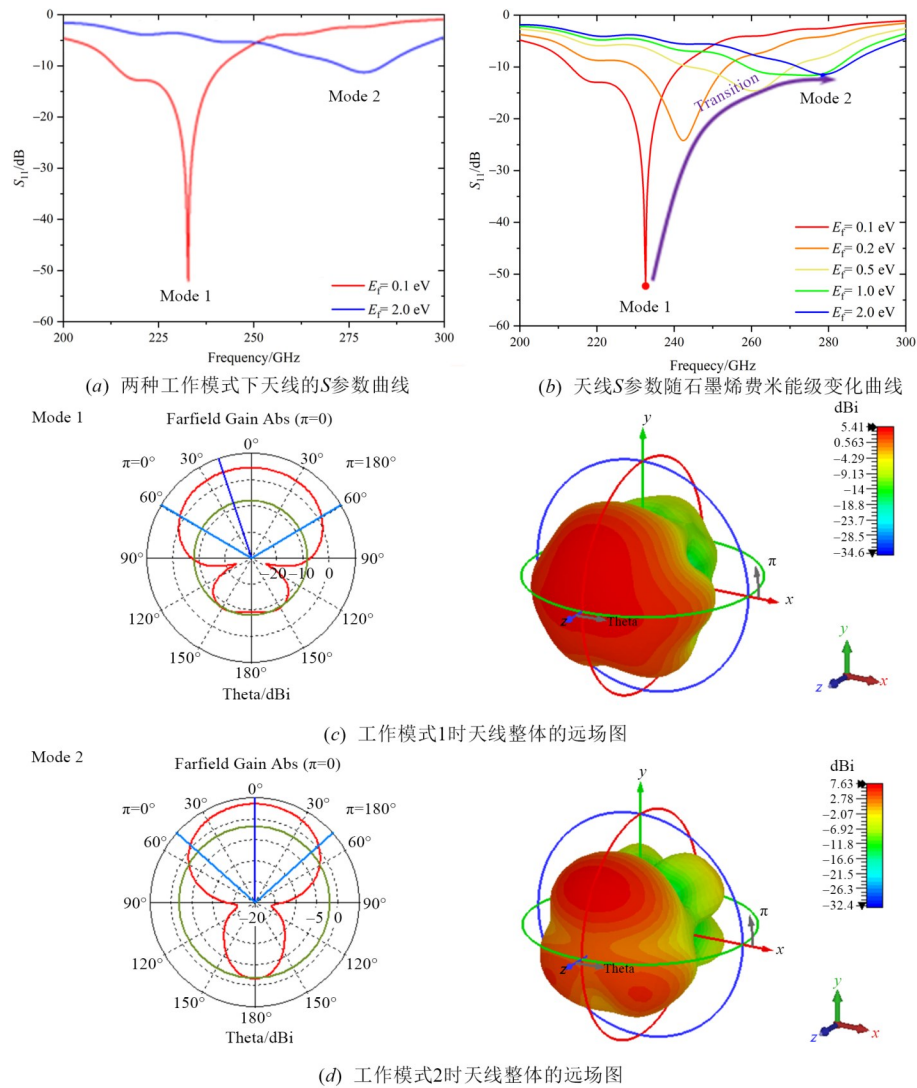 0
−10
−20
−30
−40
−50
−60
S11/dB
Mode 2
Mode 1
Ef= 0.1 eV
Ef= 2.0 eV
200
225
250
275
300
Frequecy/GHz
(a) 两种工作模式下天线的S参数曲线
0
−10
−20
−30
−40
−50
−60
S11/dB
Transition
Mode 2
Mode 1
Ef= 0.1 eV
Ef= 0.2 eV
Ef= 0.5 eV
Ef= 1.0 eV
Ef= 2.0 eV
200
220
240
260
280
300
Frequency/GHz
(b) 天线S参数随石墨烯费米能级变化曲线
Mode 1
Farfield Gain Abs (π=0)
0°
30°
30°
π=0°
π=180°
60°
60°
90°
90°
−20
−10
0
120°
120°
150°
150°
180°
Theta/dBi
y
π
x
z
Theta
dBi
5.41
0.563
−4.29
−9.13
−14
−18.8
−23.7
−28.5
−34.6
y
z
x
(c) 工作模式1时天线整体的远场图
Mode 2
Farfield Gain Abs (π=0)
0°
30°
30°
π=0°
π=180°
60°
60°
90°
90°
−20
−5
0
120°
120°
150°
150°
180°
Theta/dBi
y
π
x
z
Theta
dBi
7.63
2.78
−2.07
−6.92
−11.8
−16.6
−21.5
−26.3
−32.4
y
z
x
(d) 工作模式2时天线整体的远场图